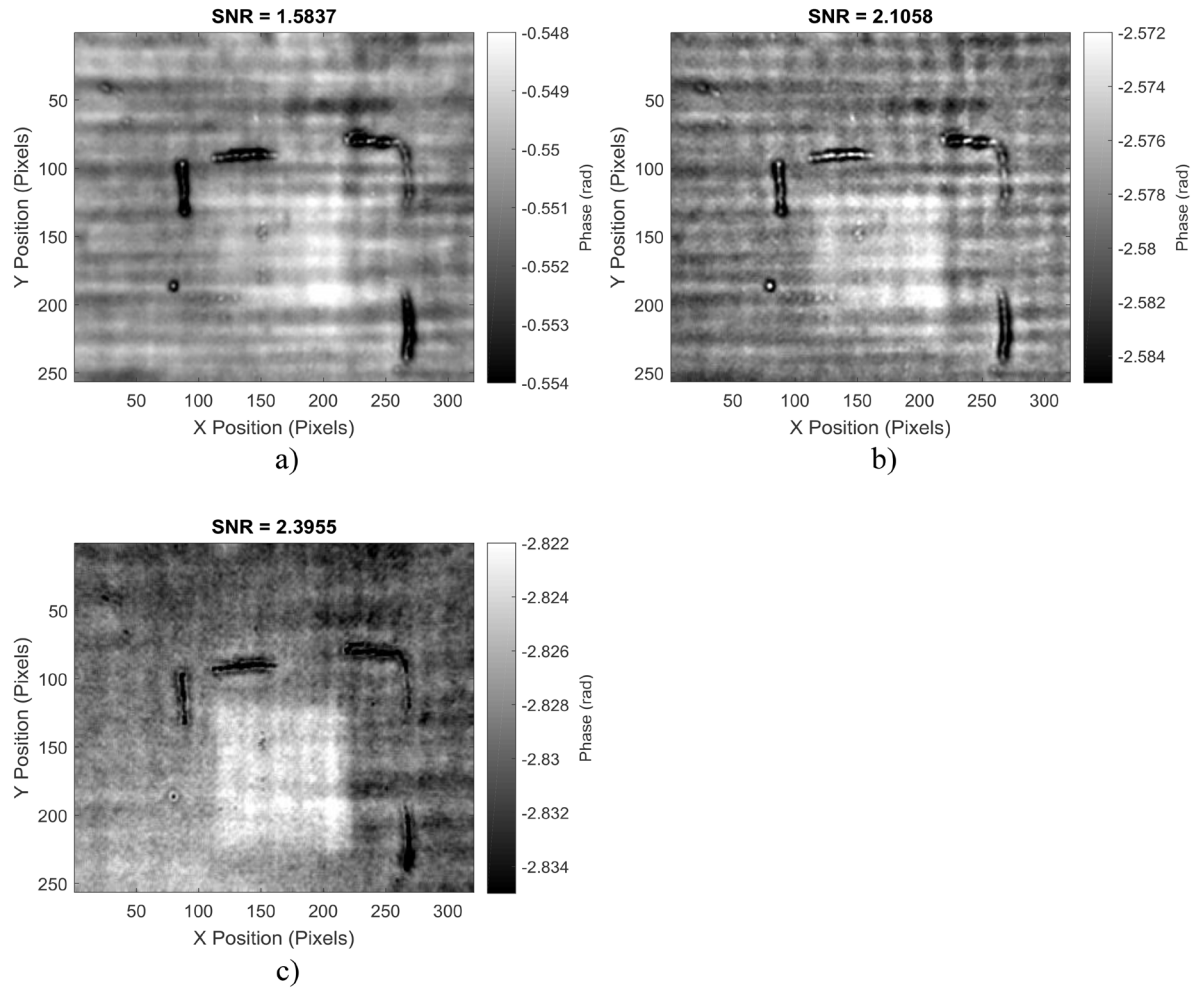 SNR = 1.5837
50
100
150
200
250
50 100 150 200 250 300
X Position (Pixels)
Y Position (Pixels)
-0.548
-0.549
-0.55
-0.551
-0.552
-0.553
-0.554
Phase (rad)
a)
SNR = 2.1058
50
100
150
200
250
50 100 150 200 250 300
X Position (Pixels)
Y Position (Pixels)
-2.572
-2.574
-2.576
-2.578
-2.58
-2.582
-2.584
Phase (rad)
b)
SNR = 2.3955
50
100
150
200
250
50 100 150 200 250 300
X Position (Pixels)
Y Position (Pixels)
-2.822
-2.824
-2.826
-2.828
-2.83
-2.832
-2.834
Phase (rad)
c)